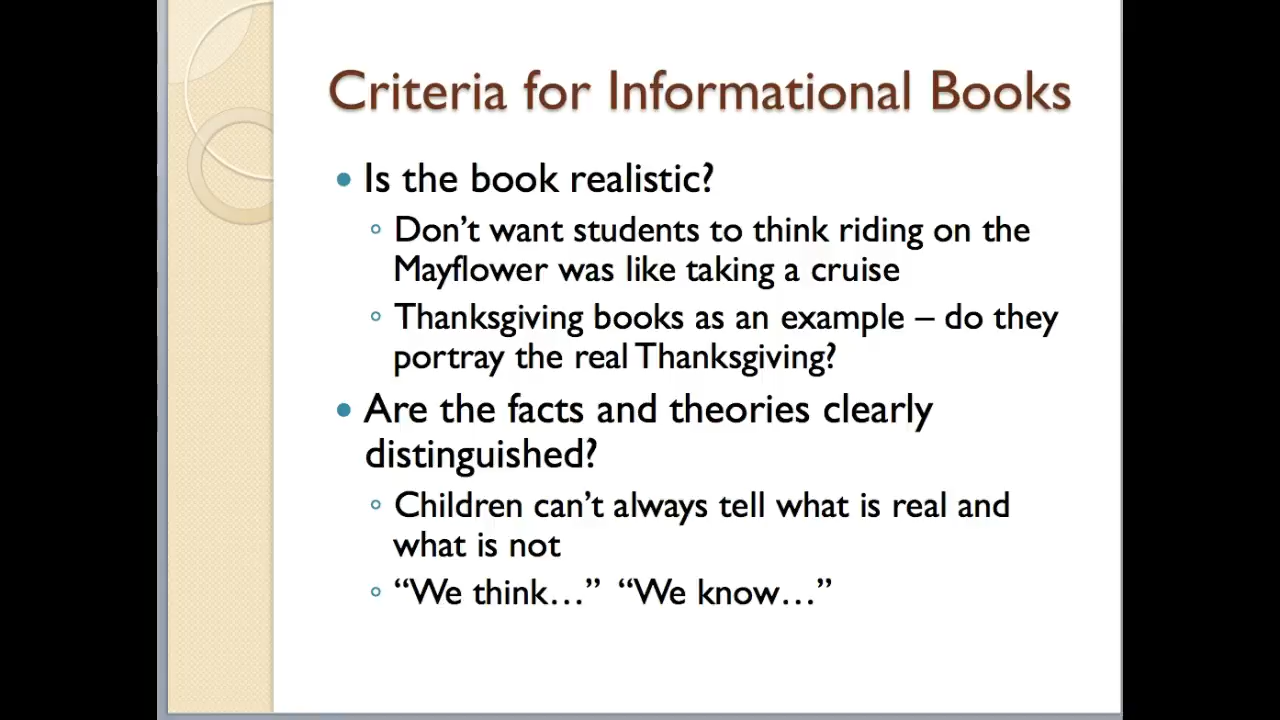 Criteria for Informational Books
• Is the book realistic?
◦ Don’t want students to think riding on the
Mayflower was like taking a cruise
◦ Thanksgiving books as an example – do they
portray the real Thanksgiving?
• Are the facts and theories clearly
distinguished?
◦ Children can’t always tell what is real and
what is not
◦ “We think…” “We know…”